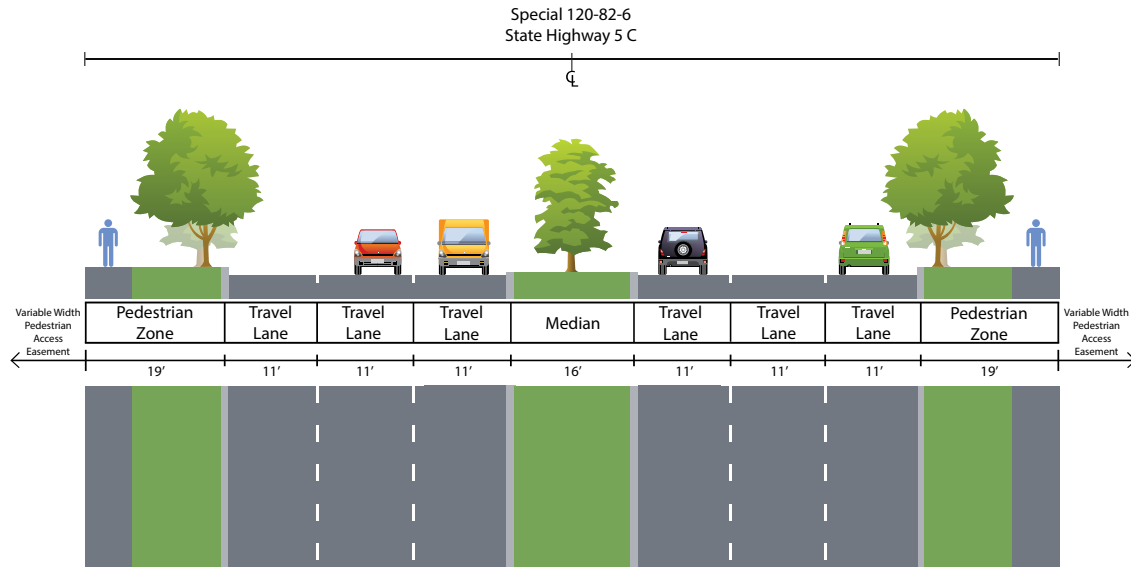 Special 120-82-6
State Highway 5 C
℄
Variable Width
Pedestrian
Access
Easement
Pedestrian
Zone
Travel
Lane
Travel
Lane
Travel
Lane
Median
Travel
Lane
Travel
Lane
Travel
Lane
Pedestrian
Zone
Variable Width
Pedestrian
Access
Easement
19' 11' 11' 11' 16' 11' 11' 11' 19'